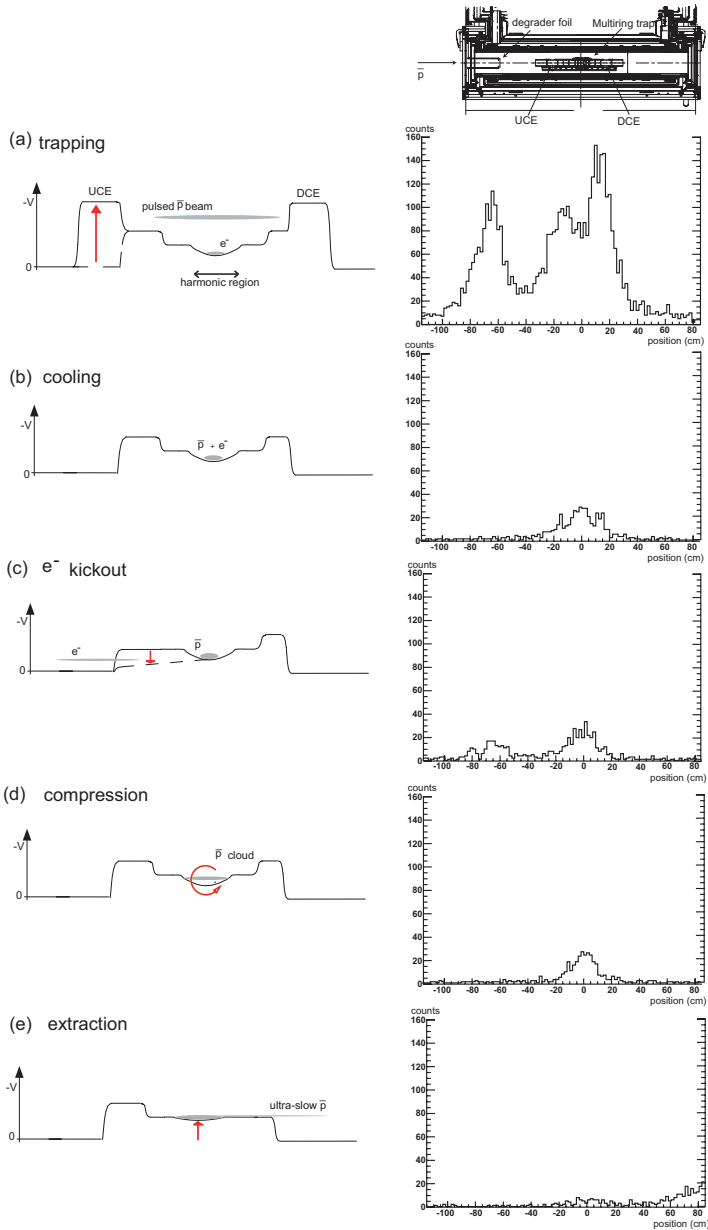 degrader foil
Multiring trap
p̅
UCE
DCE
(a) trapping
-V
0
UCE
pulsed p̅ beam
DCE
e⁻
harmonic region
counts
160
140
120
100
80
60
40
20
0
-100 -80 -60 -40 -20 0 20 40 60 80
position (cm)
(b) cooling
-V
0
p̅ + e⁻
counts
160
140
120
100
80
60
40
20
0
-100 -80 -60 -40 -20 0 20 40 60 80
position (cm)
(c) e⁻ kickout
-V
0
e⁻
p̅
counts
160
140
120
100
80
60
40
20
0
-100 -80 -60 -40 -20 0 20 40 60 80
position (cm)
(d) compression
-V
0
p̅ cloud
counts
160
140
120
100
80
60
40
20
0
-100 -80 -60 -40 -20 0 20 40 60 80
position (cm)
(e) extraction
-V
0
ultra-slow p̅
counts
160
140
120
100
80
60
40
20
0
-100 -80 -60 -40 -20 0 20 40 60 80
position (cm)